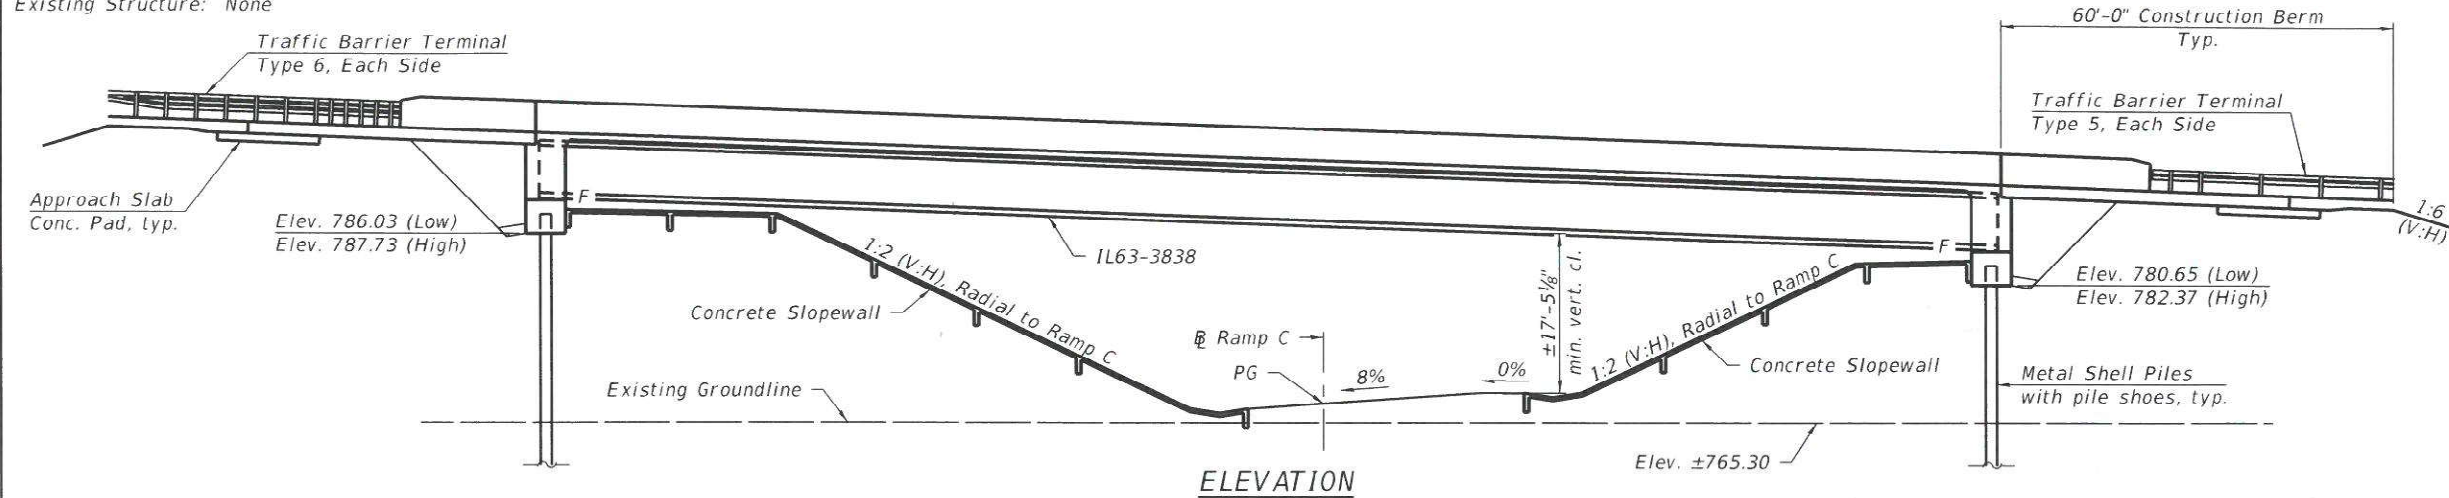 Existing Structure: None
Traffic Barrier Terminal
Type 6, Each Side
60'-0" Construction Berm
Typ.
Traffic Barrier Terminal
Type 5, Each Side
Approach Slab
Conc. Pad, typ.
Elev. 786.03 (Low)
Elev. 787.73 (High)
F
IL63-3838
F
1:6
(V:H)
1:2 (V:H), Radial to Ramp C
Concrete Slopewall
±17'-5⅛"
min. vert. cl.
1:2 (V:H), Radial to Ramp C
Concrete Slopewall
Elev. 780.65 (Low)
Elev. 782.37 (High)
Ramp C
PG
8%
0%
Existing Groundline
Metal Shell Piles
with pile shoes, typ.
Elev. ±765.30
ELEVATION